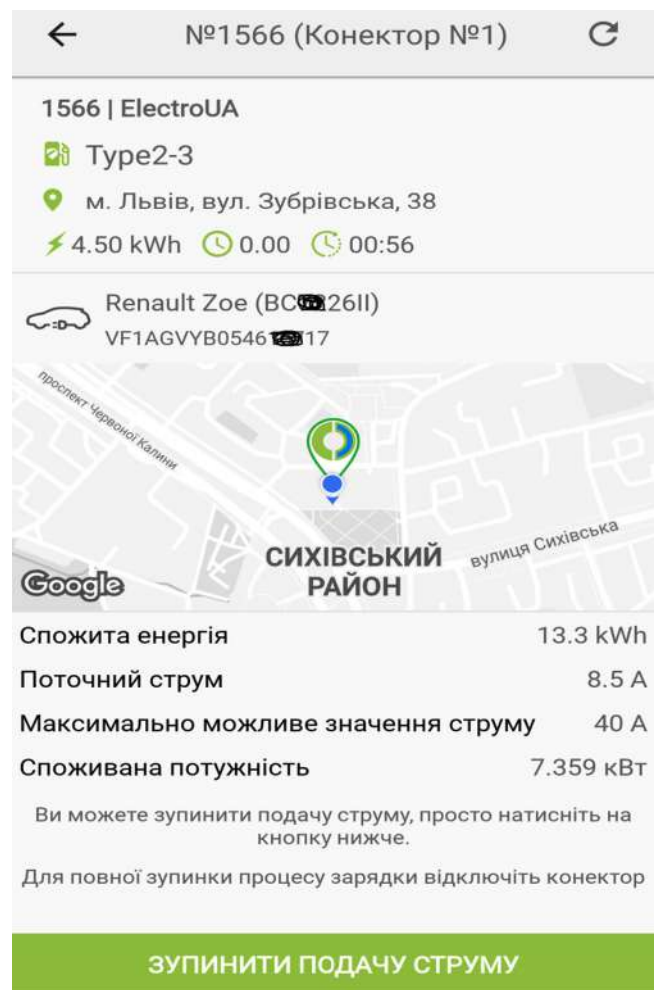 №1566 (Конектор №1)
1566 | ElectroUA
Type2-3
м. Львів, вул. Зубрівська, 38
4.50 kWh 0.00 00:56
Renault Zoe
VF1AGVYB0546
проспект Червоної Калини
СИХІВСЬКИЙ
РАЙОН
вулиця Сихівська
Google
Спожита енергія 13.3 kWh
Поточний струм 8.5 A
Максимально можливе значення струму 40 A
Споживана потужність 7.359 кВт
Ви можете зупинити подачу струму, просто натисніть на
кнопку нижче.
Для повної зупинки процесу зарядки відключіть конектор
ЗУПИНИТИ ПОДАЧУ СТРУМУ